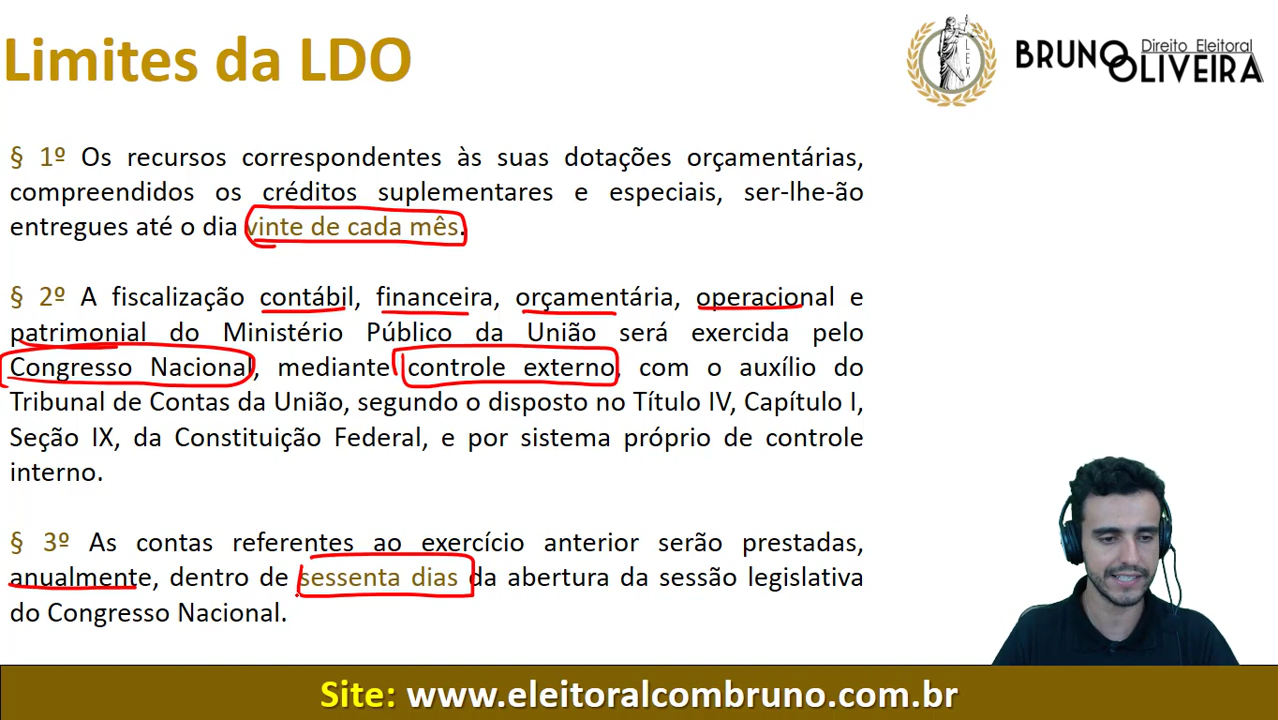 Limites da LDO
LEX
BRUNO
Direito Eleitoral
OLIVEIRA
§ 1º Os recursos correspondentes às suas dotações orçamentárias,
compreendidos os créditos suplementares e especiais, ser-lhe-ão
entregues até o dia vinte de cada mês.
§ 2º A fiscalização contábil, financeira, orçamentária, operacional e
patrimonial do Ministério Público da União será exercida pelo
Congresso Nacional, mediante controle externo, com o auxílio do
Tribunal de Contas da União, segundo o disposto no Título IV, Capítulo I,
Seção IX, da Constituição Federal, e por sistema próprio de controle
interno.
§ 3º As contas referentes ao exercício anterior serão prestadas,
anualmente, dentro de sessenta dias da abertura da sessão legislativa
do Congresso Nacional.
Site: www.eleitoralcombruno.com.br